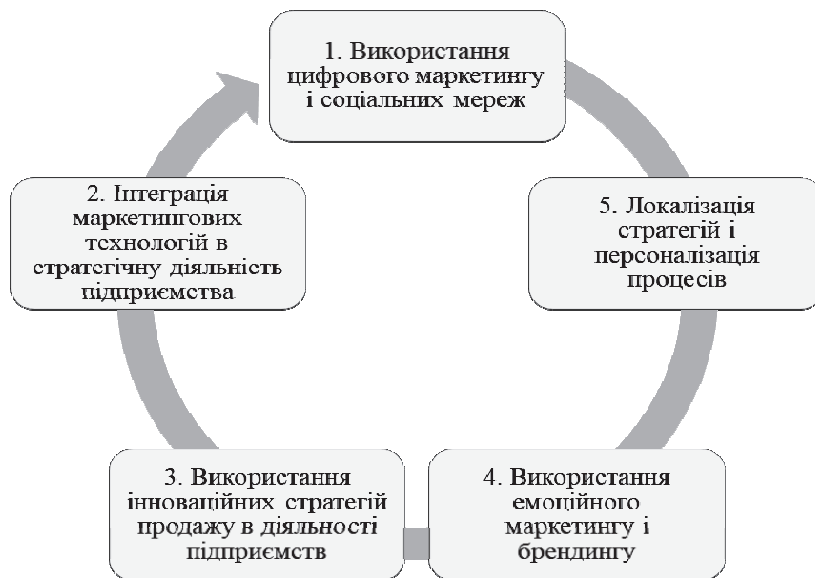 1. Використання
цифрового маркетингу
і соціальних мереж
2. Інтеграція
маркетингових
технологій в
стратегічну діяльність
підприємства
3. Використання
інноваційних стратегій
продажу в діяльності
підприємств
4. Використання
емоційного
маркетингу і
брендингу
5. Локалізація
стратегій і
персоналізація
процесів